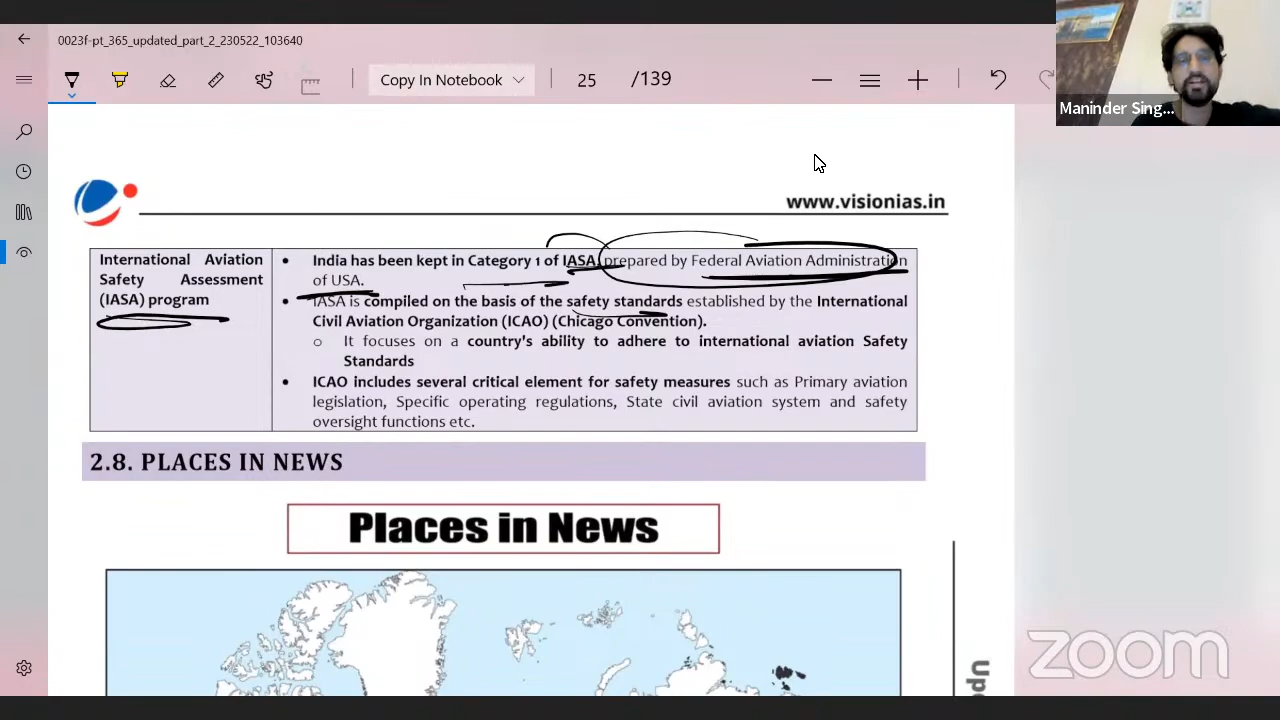 0023f-pt_365_updated_part_2_230522_103640
Copy In Notebook
25 /139
Maninder Sing...
www.visionias.in
International Aviation
Safety Assessment
(IASA) program
• India has been kept in Category 1 of IASA, prepared by Federal Aviation Administration
of USA.
• IASA is compiled on the basis of the safety standards established by the International
Civil Aviation Organization (ICAO) (Chicago Convention).
o It focuses on a country's ability to adhere to international aviation Safety
Standards
• ICAO includes several critical element for safety measures such as Primary aviation
legislation, Specific operating regulations, State civil aviation system and safety
oversight functions etc.
2.8. PLACES IN NEWS
Places in News
zoom
upd